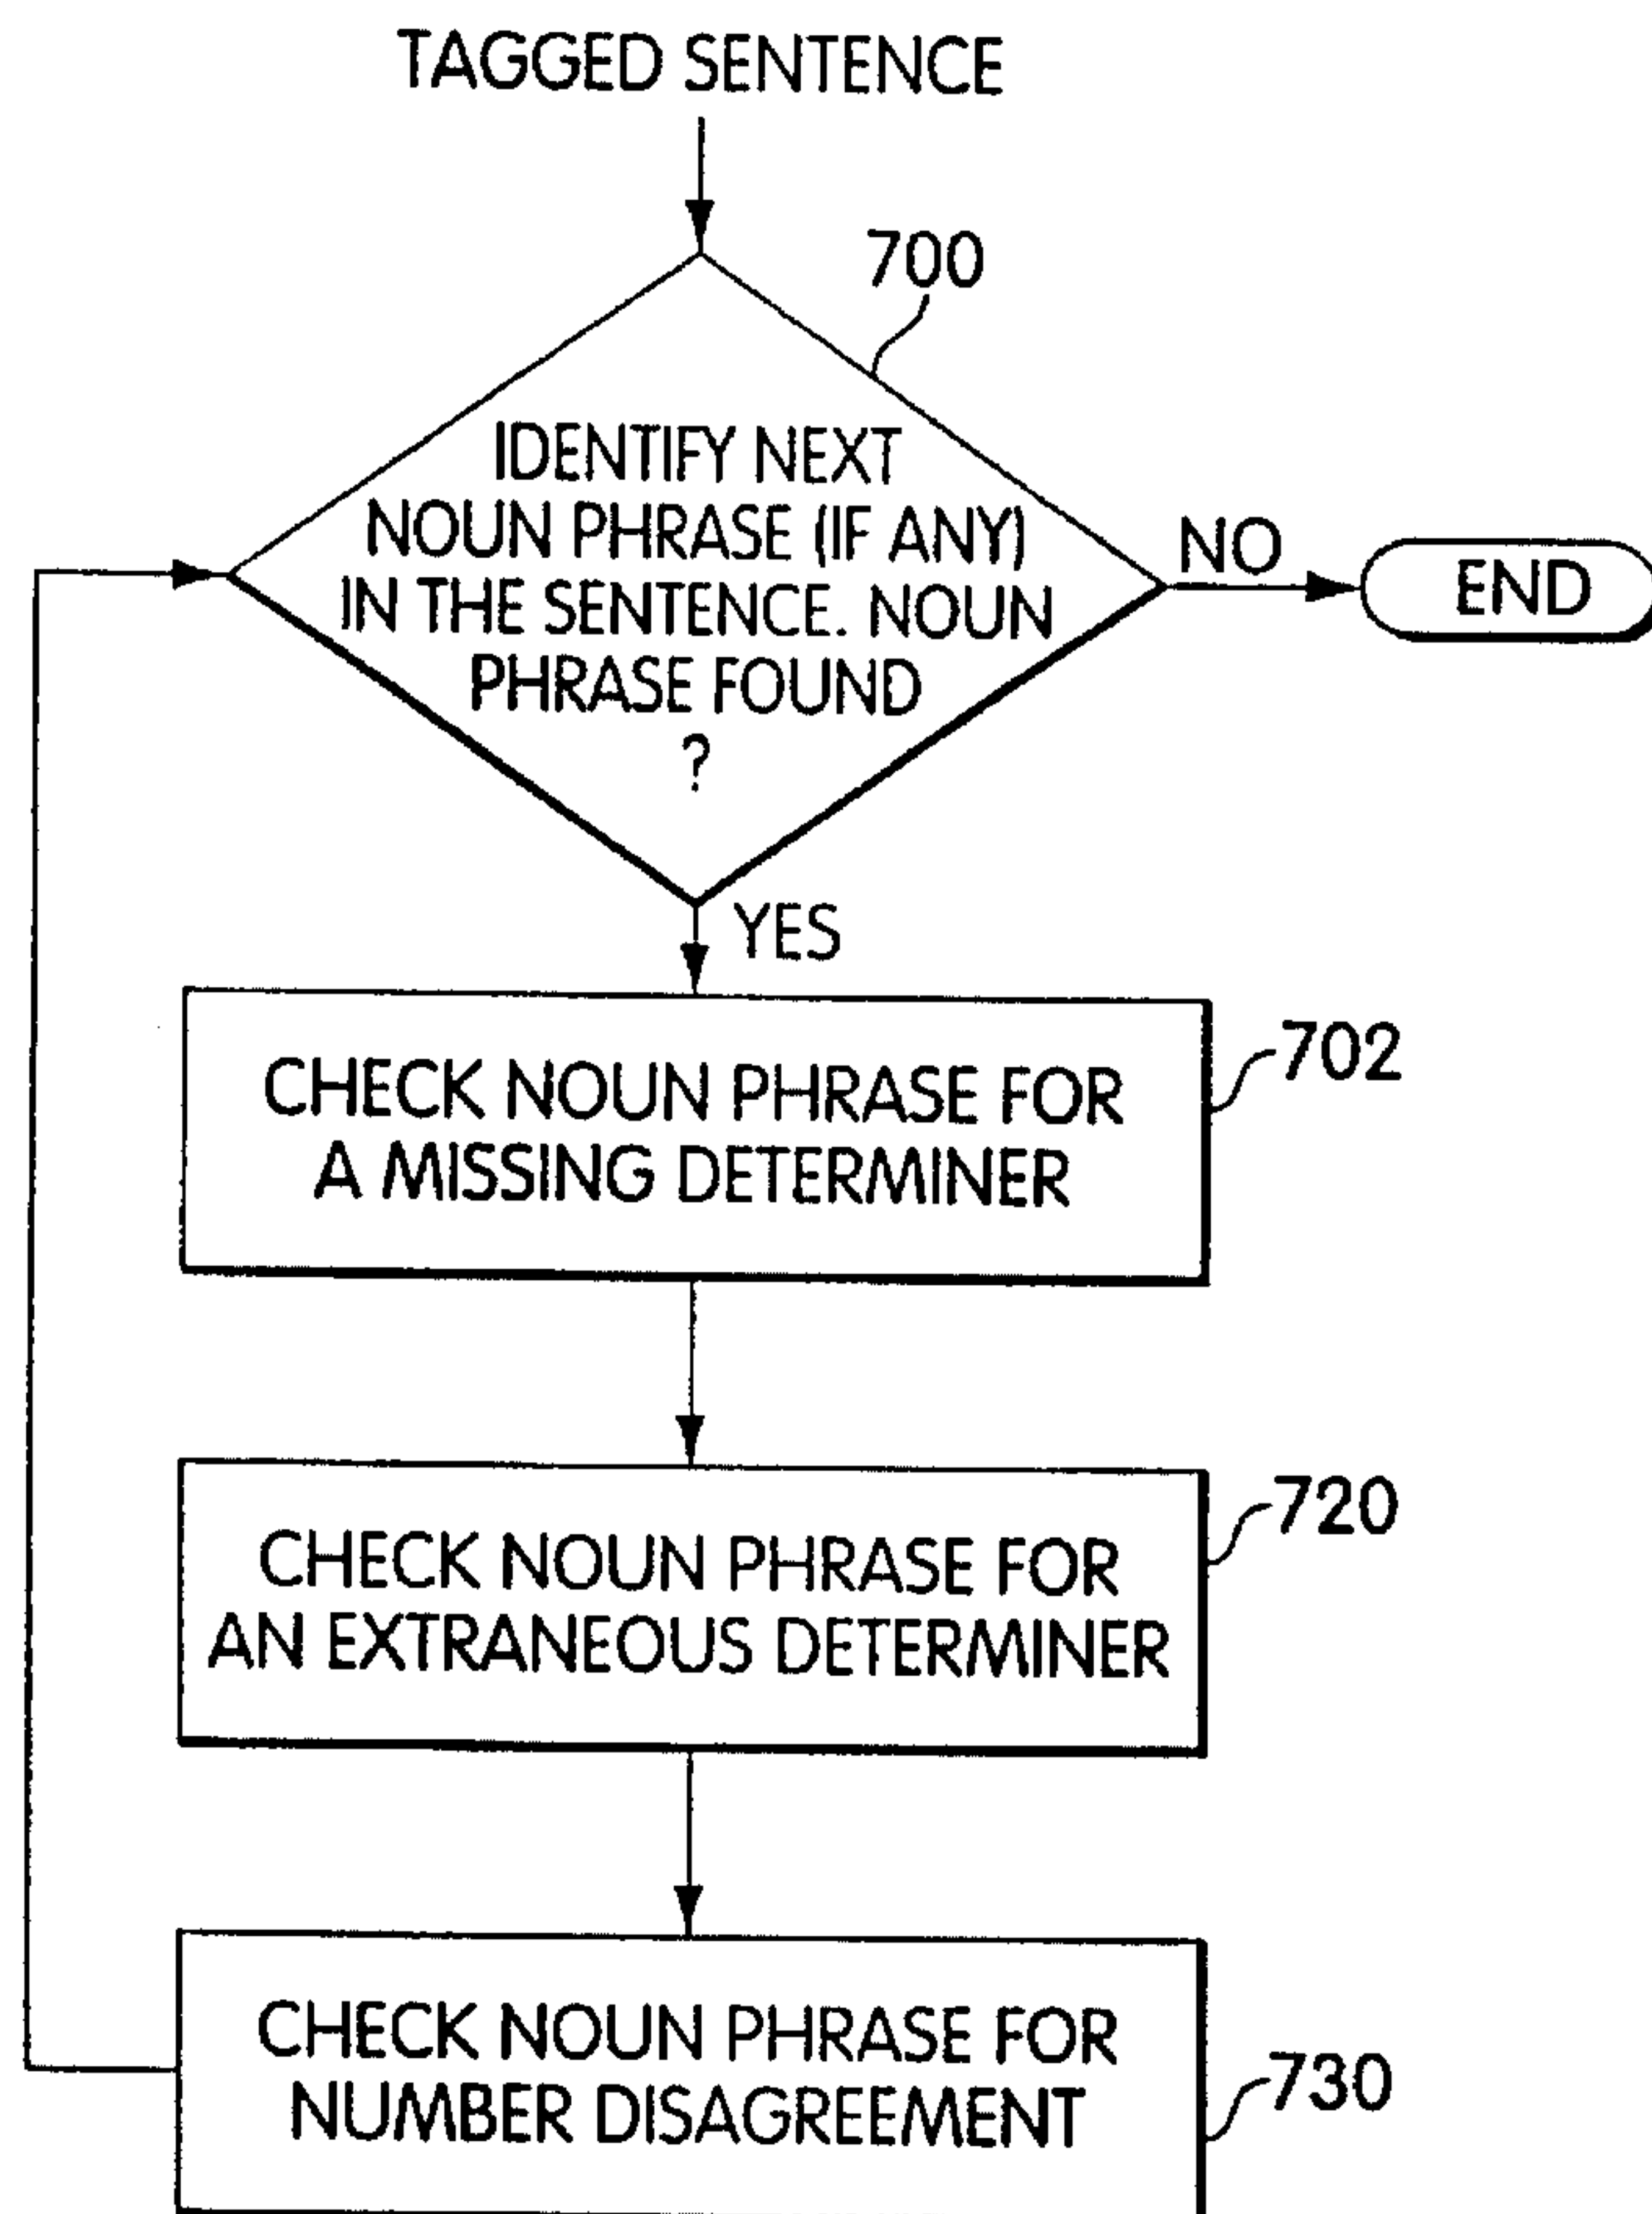 TAGGED SENTENCE
700
IDENTIFY NEXT
NOUN PHRASE (IF ANY)
IN THE SENTENCE. NOUN
PHRASE FOUND
?
NO
END
YES
CHECK NOUN PHRASE FOR
A MISSING DETERMINER
702
CHECK NOUN PHRASE FOR
AN EXTRANEOUS DETERMINER
720
CHECK NOUN PHRASE FOR
NUMBER DISAGREEMENT
730